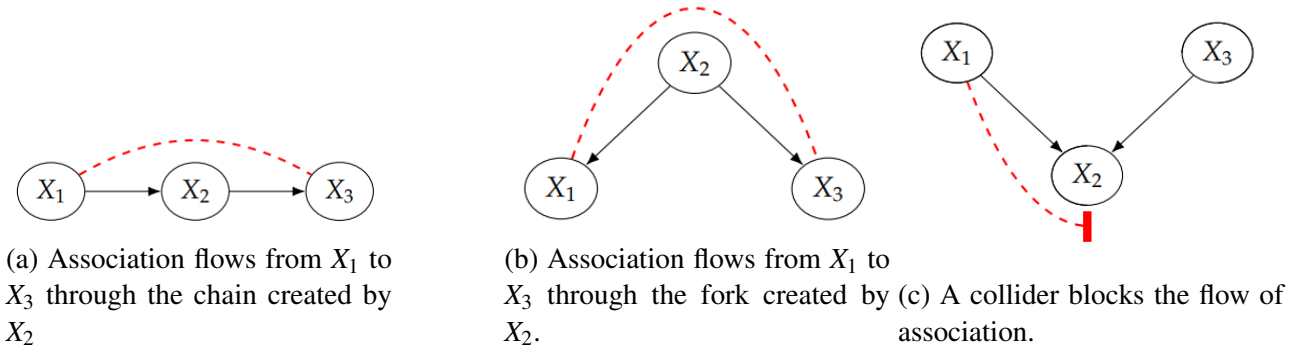 X₁ X₂ X₃
(a) Association flows from X₁ to
X₃ through the chain created by
X₂
X₂
X₁ X₃
(b) Association flows from X₁ to
X₃ through the fork created by
X₂.
X₁ X₃
X₂
(c) A collider blocks the flow of
association.